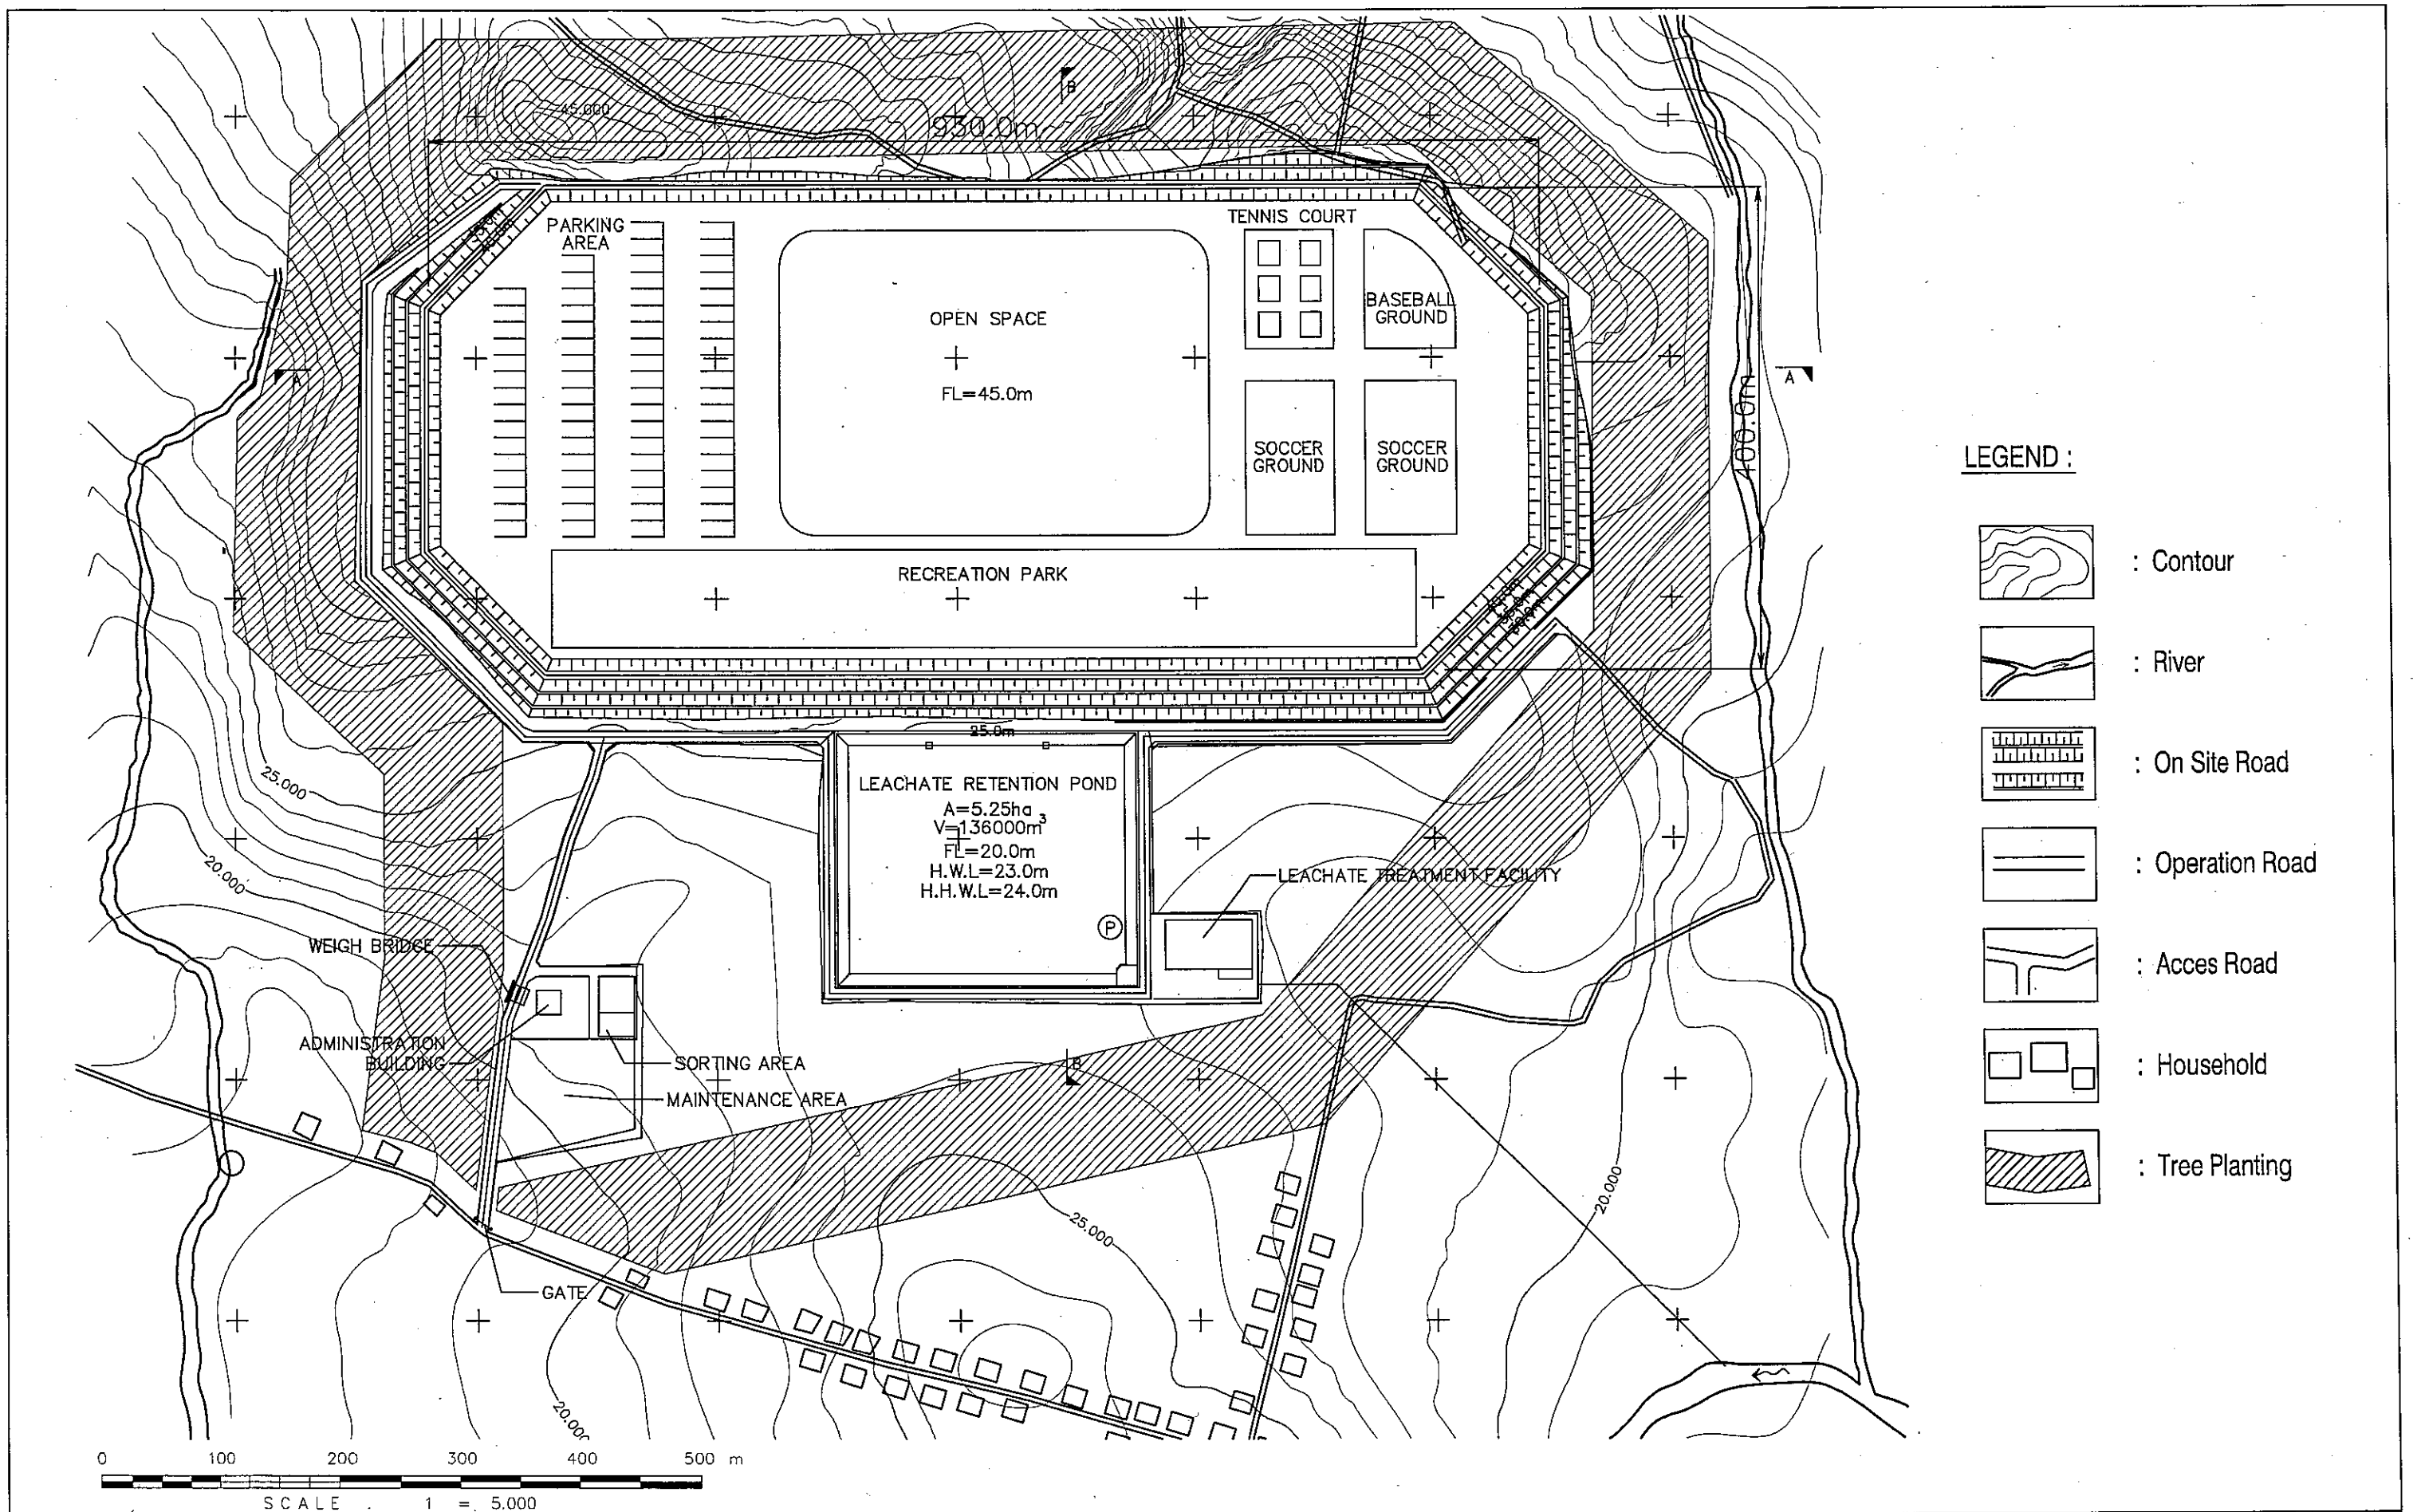 B
45.000
930.0m
PARKING
AREA
TENNIS COURT
BASEBALL
GROUND
OPEN SPACE
FL=45.0m
A
A
400.0m
SOCCER
GROUND
SOCCER
GROUND
RECREATION PARK
25.0m
25.000
LEACHATE RETENTION POND
A=5.25ha
V=136000m³
FL=20.0m
H.W.L=23.0m
H.H.W.L=24.0m
P
20.000
LEACHATE TREATMENT FACILITY
WEIGH BRIDGE
ADMINISTRATION
BUILDING
SORTING AREA
B
MAINTENANCE AREA
25.000
20.000
GATE
20.000
0 100 200 300 400 500 m
SCALE 1 = 5.000
LEGEND :
: Contour
: River
: On Site Road
: Operation Road
: Acces Road
: Household
: Tree Planting